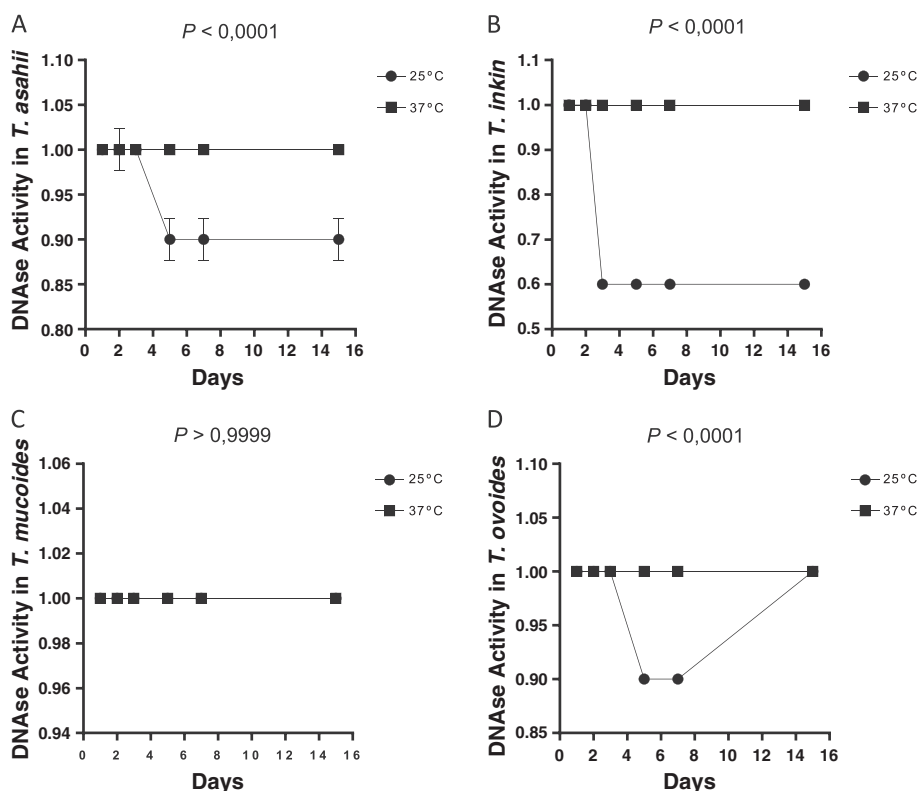 A
P < 0,0001
DNAse Activity in T. asahii
1.10
1.05
1.00
0.95
0.90
0.85
0.80
0 2 4 6 8 10 12 14 16
Days
25°C
37°C
B
P < 0,0001
DNAse Activity in T. inkin
1.1
1.0
0.9
0.8
0.7
0.6
0.5
0 2 4 6 8 10 12 14 16
Days
25°C
37°C
C
P > 0,9999
DNAse Activity in T. mucoides
1.06
1.04
1.02
1.00
0.98
0.96
0.94
0 2 4 6 8 10 12 14 16
Days
25°C
37°C
D
P < 0,0001
DNAse Activity in T. ovoides
1.10
1.05
1.00
0.95
0.90
0.85
0 2 4 6 8 10 12 14 16
Days
25°C
37°C